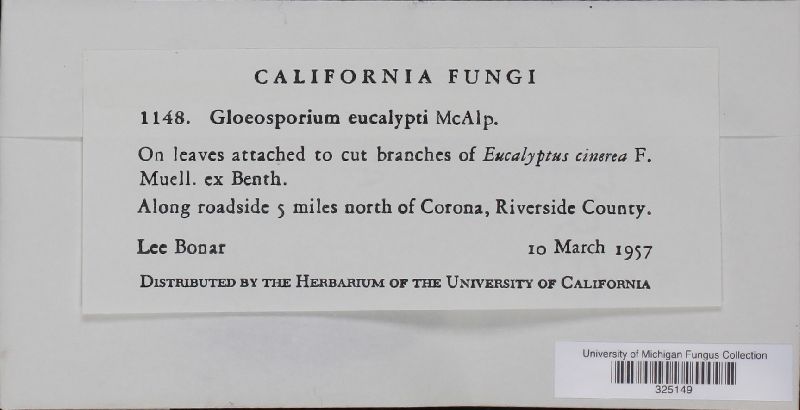 CALIFORNIA FUNGI
1148. Gloeosporium eucalypti McAlp.
On leaves attached to cut branches of Eucalyptus cinerea F.
Muell. ex Benth.
Along roadside 5 miles north of Corona, Riverside County.
Lee Bonar 10 March 1957
DISTRIBUTED BY THE HERBARIUM OF THE UNIVERSITY OF CALIFORNIA
University of Michigan Fungus Collection
325149